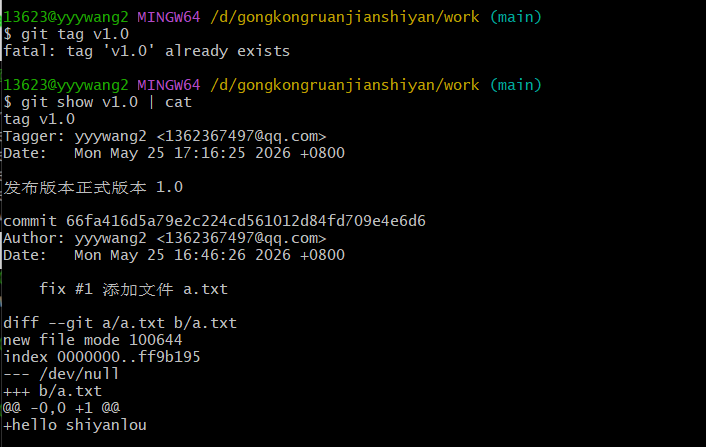 13623@yyywang2 MINGW64 /d/gongkongruanjianshiyan/work (main)
$ git tag v1.0
fatal: tag 'v1.0' already exists
13623@yyywang2 MINGW64 /d/gongkongruanjianshiyan/work (main)
$ git show v1.0 | cat
tag v1.0
Tagger: yyywang2 <1362367497@qq.com>
Date:   Mon May 25 17:16:25 2026 +0800
发布版本正式版本 1.0
commit 66fa416d5a79e2c224cd561012d84fd709e4e6d6
Author: yyywang2 <1362367497@qq.com>
Date:   Mon May 25 16:46:26 2026 +0800
    fix #1 添加文件 a.txt
diff --git a/a.txt b/a.txt
new file mode 100644
index 0000000..ff9b195
--- /dev/null
+++ b/a.txt
@@ -0,0 +1 @@
+hello shiyanlou